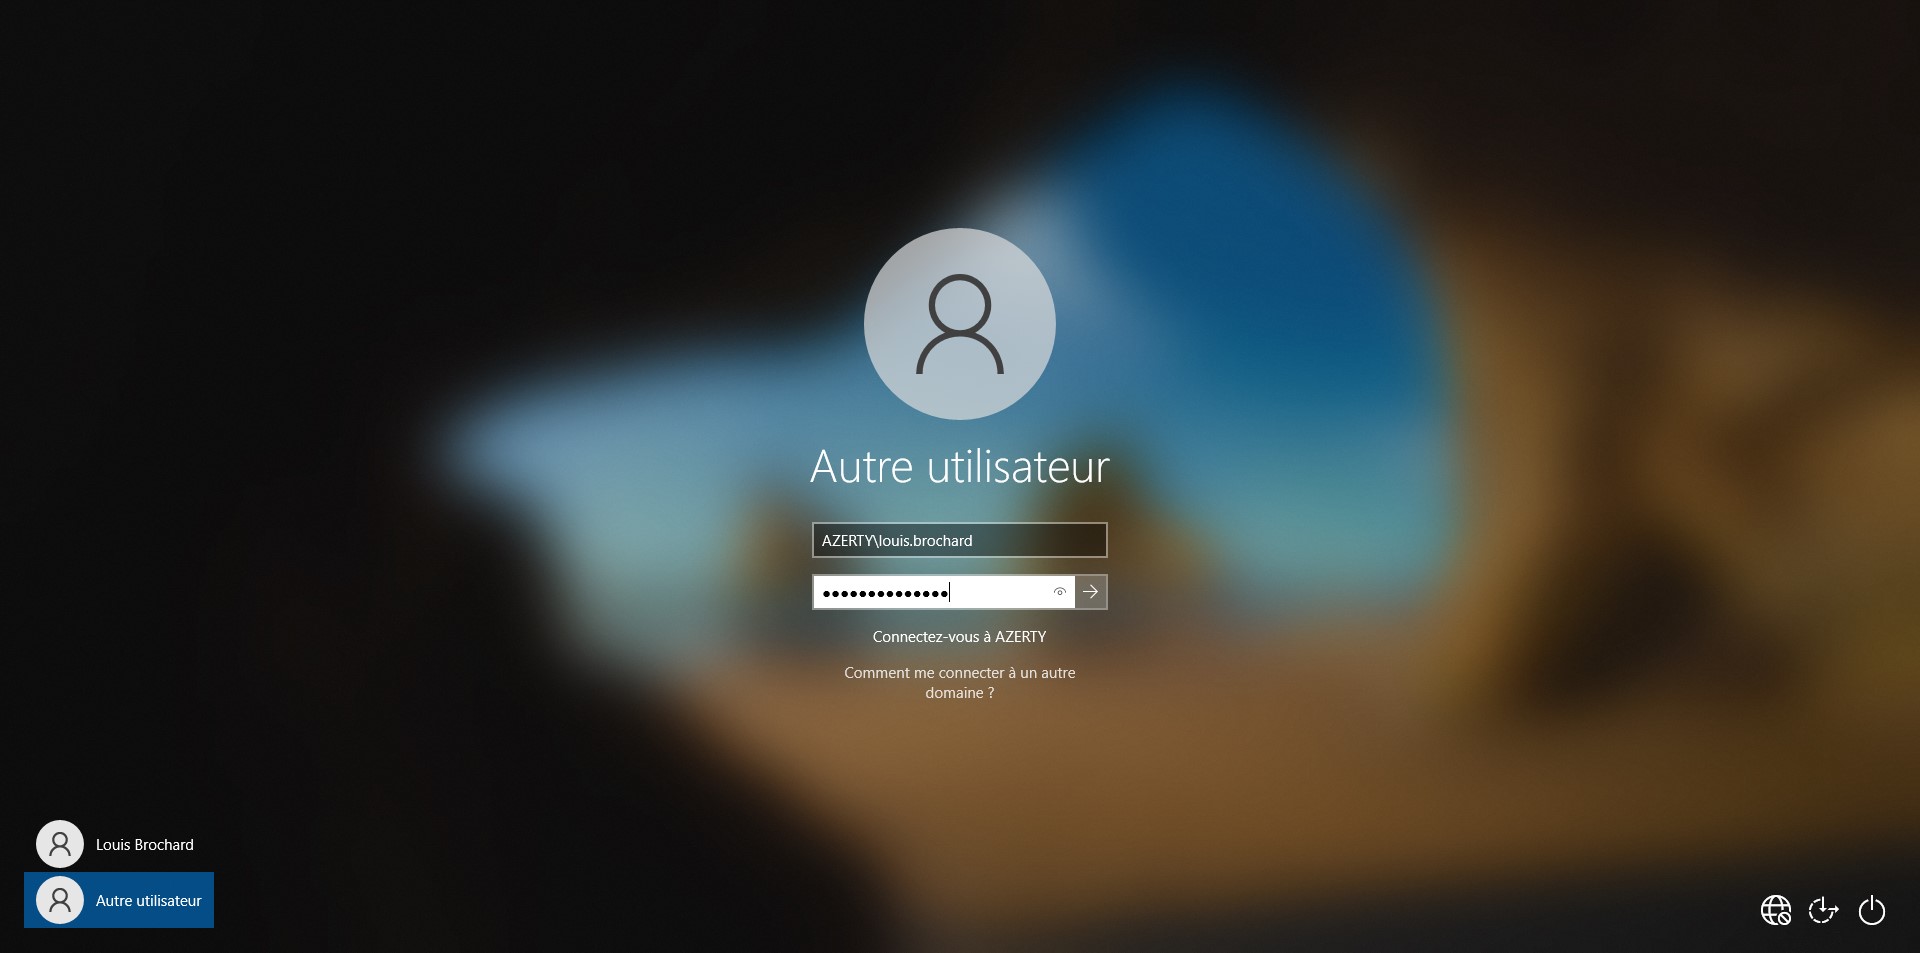 Autre utilisateur
AZERTY\louis.brochard
Connectez-vous à AZERTY
Comment me connecter à un autre
domaine ?
Louis Brochard
Autre utilisateur